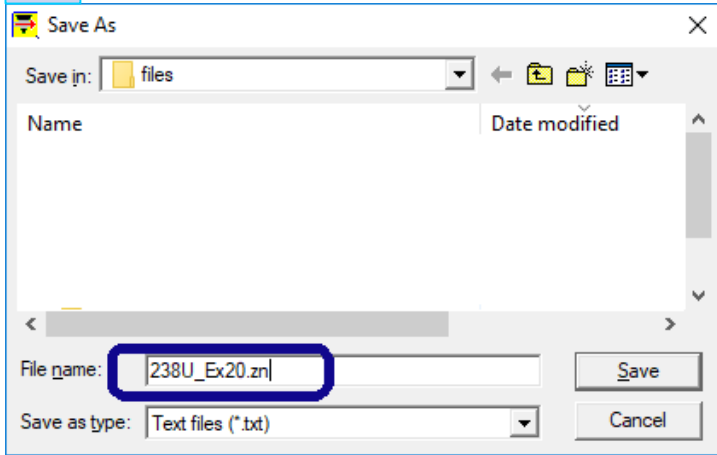 Save As
Save in: files
Name Date modified
File name: 238U_Ex20.zn Save
Save as type: Text files (*.txt) Cancel